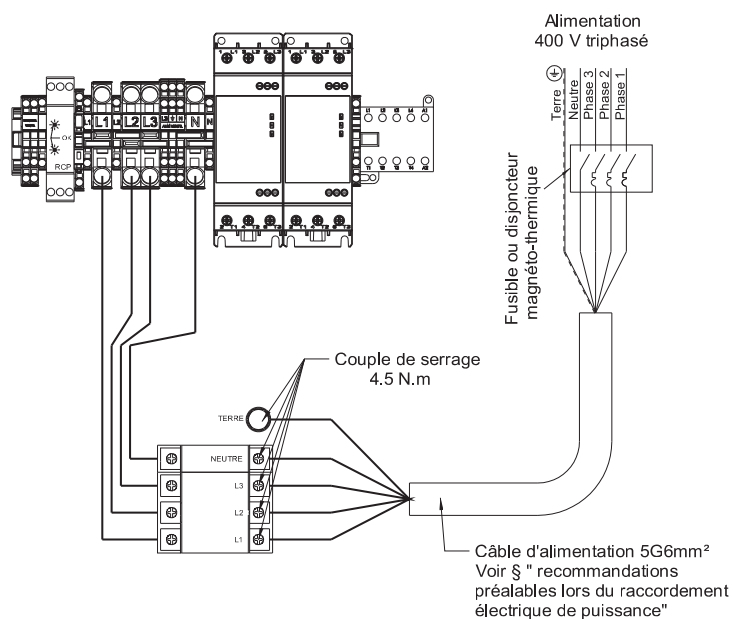 Alimentation
400 V triphasé
Terre
Neutre
Phase 3
Phase 2
Phase 1
Fusible ou disjoncteur
magnéto-thermique
OK
RCP
L1
L1
L2
L3
N
N
Couple de serrage
4.5 N.m
TERRE
NEUTRE
L3
L2
L1
Câble d'alimentation 5G6mm²
Voir § " recommandations
préalables lors du raccordement
électrique de puissance"